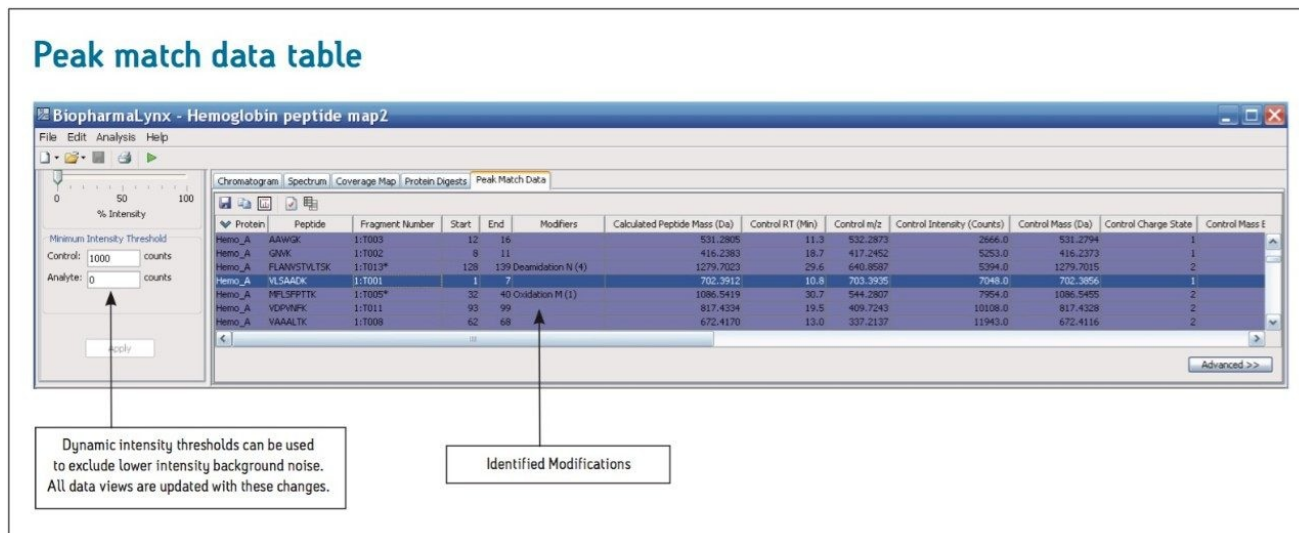 Peak match data table
BiopharmaLynx - Hemoglobin peptide map2
File Edit Analysis Help
0 50 100
% Intensity
Minimum Intensity Threshold
Control: 1000 counts
Analyte: 0 counts
Apply
Chromatogram Spectrum Coverage Map Protein Digests Peak Match Data
Protein Peptide Fragment Number Start End Modifiers Calculated Peptide Mass (Da) Control RT (Min) Control m/z Control Intensity (Counts) Control Mass (Da) Control Charge State Control Mass E
Hemo_A AAWGK 1:T003 12 16 531.2805 11.3 532.2873 2666.0 531.2794 1
Hemo_A GNVK 1:T002 8 11 416.2383 18.7 417.2452 5253.0 416.2373 1
Hemo_A FLANVSTVLTSK 1:T013* 128 139 Deamidation N (4) 1279.7023 29.6 640.8587 5394.0 1279.7015 2
Hemo_A VLSAADK 1:T001 1 7 702.3912 10.8 703.3935 7048.0 702.3856 1
Hemo_A MFLSFPTTK 1:T005* 32 40 Oxidation M (1) 1086.5419 30.7 544.2807 7954.0 1086.5455 2
Hemo_A VDPVNFK 1:T011 93 99 817.4334 19.5 409.7243 10108.0 817.4328 2
Hemo_A VAAALTK 1:T008 62 68 672.4170 13.0 337.2137 11943.0 672.4116 2
Advanced >>
Dynamic intensity thresholds can be used
to exclude lower intensity background noise.
All data views are updated with these changes.
Identified Modifications